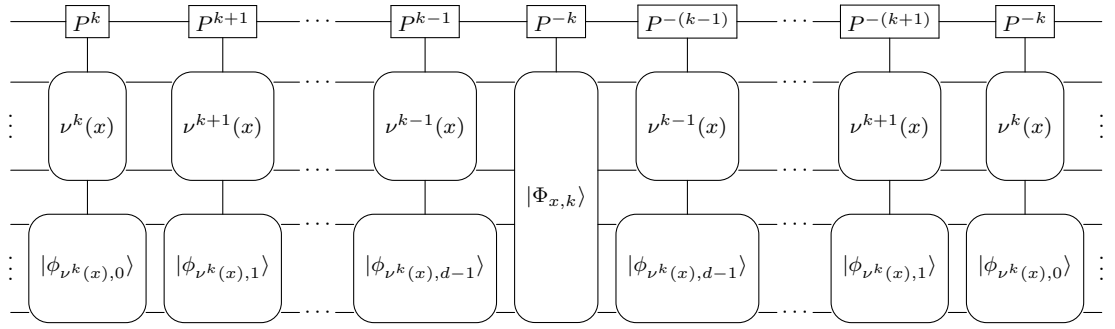 P^k P^{k+1} ⋯ P^{k-1} P^{-k} P^{-(k-1)} ⋯ P^{-(k+1)} P^{-k}
⋯ ⋯
⋮ ν^k(x) ν^{k+1}(x) ν^{k-1}(x) ν^{k-1}(x) ν^{k+1}(x) ν^k(x) ⋮
⋯ ⋯
|Φ_{x,k}⟩
⋯ ⋯
⋮ |ϕ_{ν^k(x),0}⟩ |ϕ_{ν^k(x),1}⟩ |ϕ_{ν^k(x),d-1}⟩ |ϕ_{ν^k(x),d-1}⟩ |ϕ_{ν^k(x),1}⟩ |ϕ_{ν^k(x),0}⟩ ⋮
⋯ ⋯